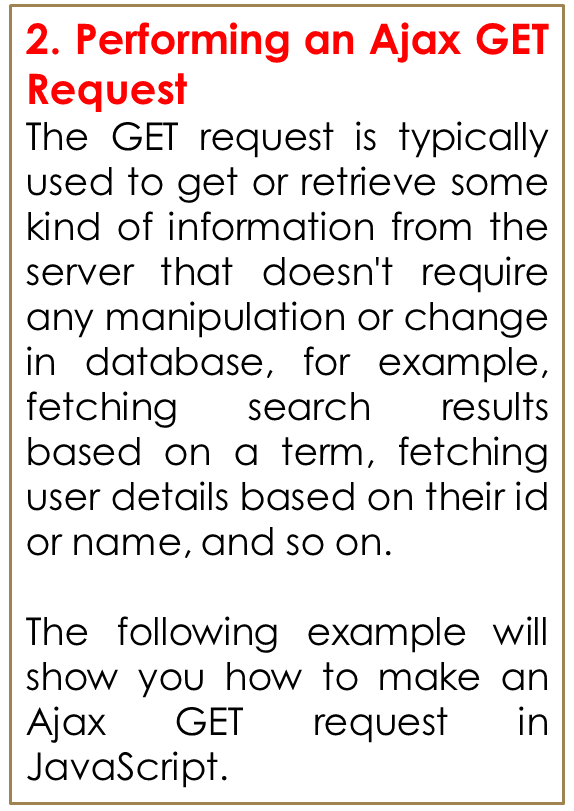 2. Performing an Ajax GET
Request
The GET request is typically
used to get or retrieve some
kind of information from the
server that doesn't require
any manipulation or change
in database, for example,
fetching search results
based on a term, fetching
user details based on their id
or name, and so on.
The following example will
show you how to make an
Ajax GET request in
JavaScript.